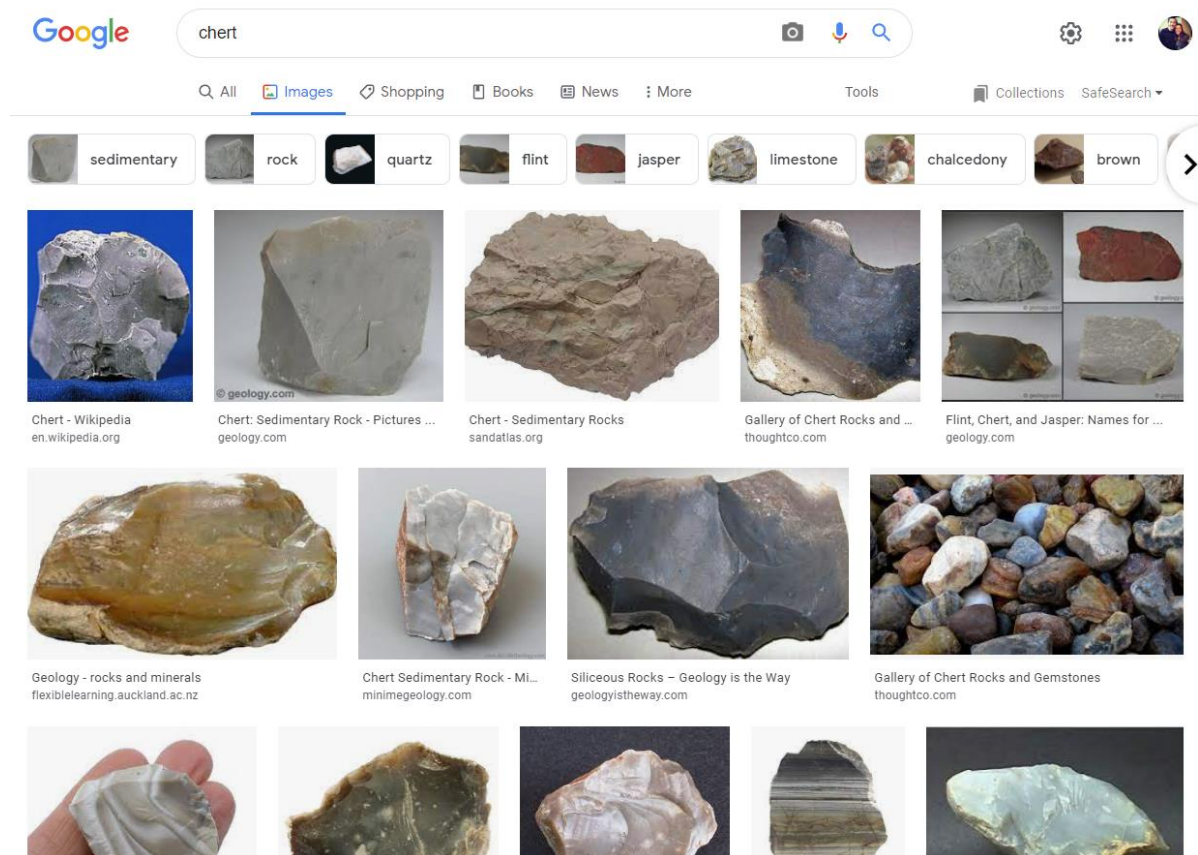 Google
chert
All Images Shopping Books News More Tools Collections SafeSearch
sedimentary rock quartz flint jasper limestone chalcedony brown
© geology.com
Chert - Wikipedia
en.wikipedia.org
Chert: Sedimentary Rock - Pictures ...
geology.com
Chert - Sedimentary Rocks
sandatlas.org
Gallery of Chert Rocks and ...
thoughtco.com
Flint, Chert, and Jasper: Names for ...
geology.com
Geology - rocks and minerals
flexiblelearning.auckland.ac.nz
Chert Sedimentary Rock - Mi...
minimegeology.com
Siliceous Rocks – Geology is the Way
geologyistheway.com
Gallery of Chert Rocks and Gemstones
thoughtco.com